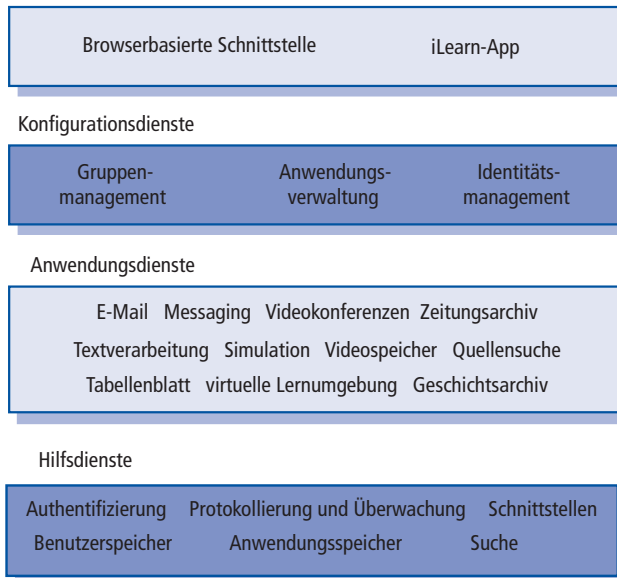 Browserbasierte Schnittstelle iLearn-App
Konfigurationsdienste
Gruppen- Anwendungs- Identitäts-
management verwaltung management
Anwendungsdienste
E-Mail Messaging Videokonferenzen Zeitungsarchiv
Textverarbeitung Simulation Videospeicher Quellensuche
Tabellenblatt virtuelle Lernumgebung Geschichtsarchiv
Hilfsdienste
Authentifizierung Protokollierung und Überwachung Schnittstellen
Benutzerspeicher Anwendungsspeicher Suche